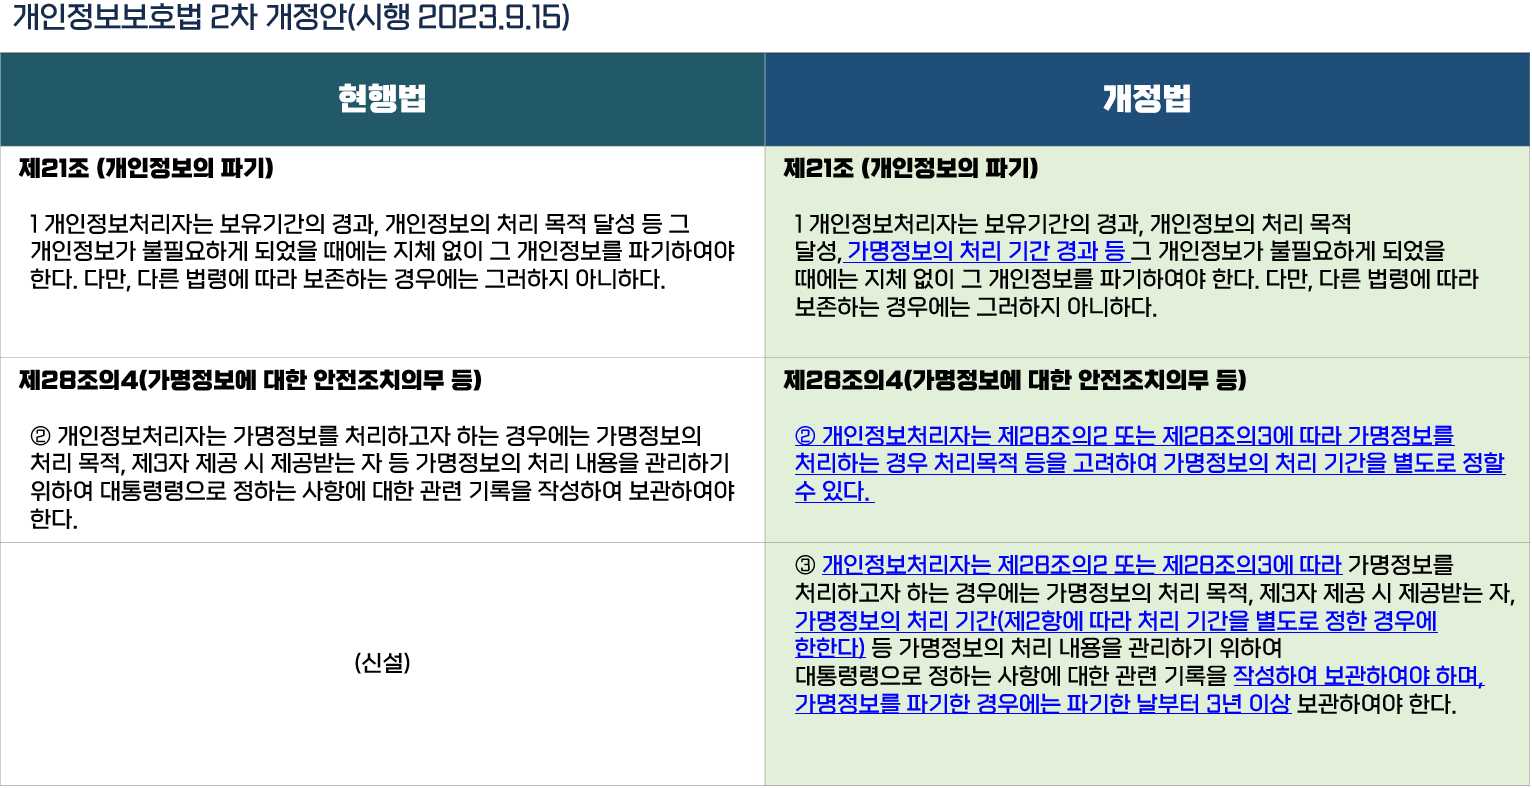 개인정보보호법 2차 개정안(시행 2023.9.15)
현행법
개정법
제21조 (개인정보의 파기)
1 개인정보처리자는 보유기간의 경과, 개인정보의 처리 목적 달성 등 그
개인정보가 불필요하게 되었을 때에는 지체 없이 그 개인정보를 파기하여야
한다. 다만, 다른 법령에 따라 보존하는 경우에는 그러하지 아니하다.
제21조 (개인정보의 파기)
1 개인정보처리자는 보유기간의 경과, 개인정보의 처리 목적
달성, 가명정보의 처리 기간 경과 등 그 개인정보가 불필요하게 되었을
때에는 지체 없이 그 개인정보를 파기하여야 한다. 다만, 다른 법령에 따라
보존하는 경우에는 그러하지 아니하다.
제28조의4(가명정보에 대한 안전조치의무 등)
② 개인정보처리자는 가명정보를 처리하고자 하는 경우에는 가명정보의
처리 목적, 제3자 제공 시 제공받는 자 등 가명정보의 처리 내용을 관리하기
위하여 대통령령으로 정하는 사항에 대한 관련 기록을 작성하여 보관하여야
한다.
제28조의4(가명정보에 대한 안전조치의무 등)
② 개인정보처리자는 제28조의2 또는 제28조의3에 따라 가명정보를
처리하는 경우 처리목적 등을 고려하여 가명정보의 처리 기간을 별도로 정할
수 있다.
(신설)
③ 개인정보처리자는 제28조의2 또는 제28조의3에 따라 가명정보를
처리하고자 하는 경우에는 가명정보의 처리 목적, 제3자 제공 시 제공받는 자,
가명정보의 처리 기간(제2항에 따라 처리 기간을 별도로 정한 경우에
한한다) 등 가명정보의 처리 내용을 관리하기 위하여
대통령령으로 정하는 사항에 대한 관련 기록을 작성하여 보관하여야 하며,
가명정보를 파기한 경우에는 파기한 날부터 3년 이상 보관하여야 한다.